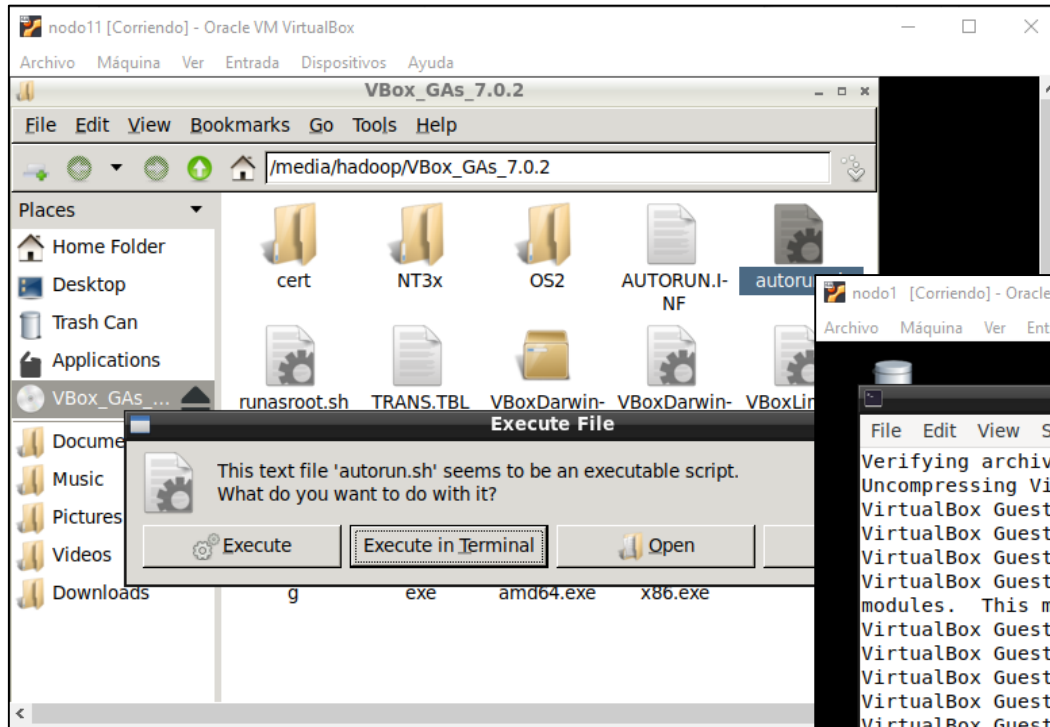 nodo11 [Corriendo] - Oracle VM VirtualBox
Archivo Máquina Ver Entrada Dispositivos Ayuda
VBox_GAs_7.0.2
File Edit View Bookmarks Go Tools Help
/media/hadoop/VBox_GAs_7.0.2
Places
Home Folder
Desktop
Trash Can
Applications
VBox_GAs_...
Docume
Music
Pictures
Videos
Downloads
cert
NT3x
OS2
AUTORUN.I-
NF
autoru
runasroot.sh
TRANS.TBL
VBoxDarwin-
VBoxDarwin-
VBoxLin
g
exe
amd64.exe
x86.exe
Execute File
This text file 'autorun.sh' seems to be an executable script.
What do you want to do with it?
Execute
Execute in Terminal
Open
nodo1 [Corriendo] - Oracle
Archivo Máquina Ver Ent
File Edit View S
Verifying archiv
Uncompressing Vi
VirtualBox Guest
VirtualBox Guest
VirtualBox Guest
VirtualBox Guest
modules. This m
VirtualBox Guest
VirtualBox Guest
VirtualBox Guest
VirtualBox Guest
VirtualBox Guest